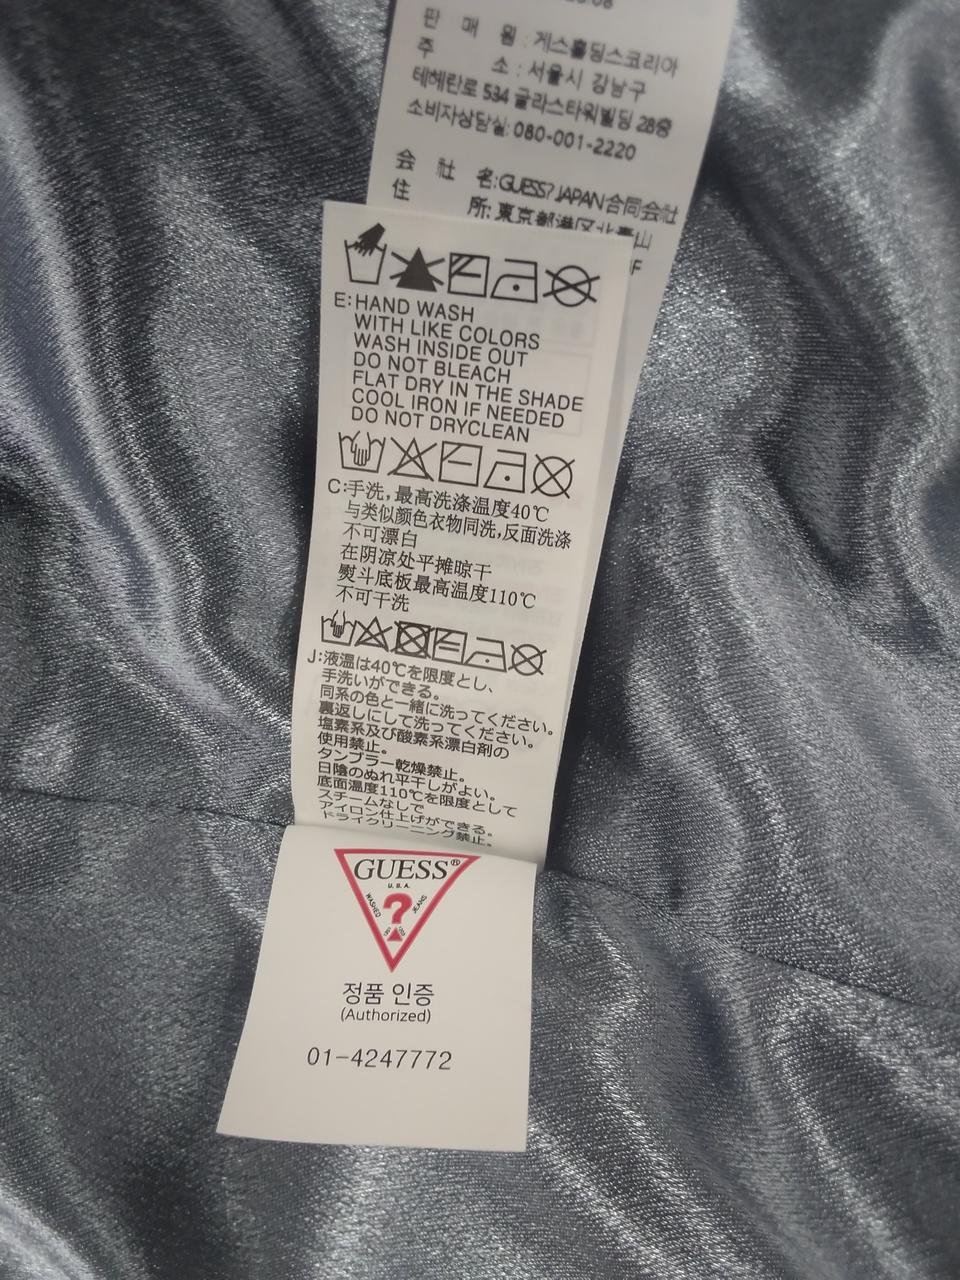 판 매 원 : 게스홀딩스코리아
주 소 : 서울시 강남구
테헤란로 534 글라스타워빌딩 28층
소비자상담실: 080-001-2220
会 社 名:GUESS? JAPAN合同会社
住 所: 東京都港区北青山
E:HAND WASH
WITH LIKE COLORS
WASH INSIDE OUT
DO NOT BLEACH
FLAT DRY IN THE SHADE
COOL IRON IF NEEDED
DO NOT DRYCLEAN
C:手洗,最高洗涤温度40℃
与类似颜色衣物同洗,反面洗涤
不可漂白
在阴凉处平摊晾干
熨斗底板最高温度110℃
不可干洗
J:液温は40℃を限度とし、
手洗いができる。
同系の色と一緒に洗ってください。
裏返しにして洗ってください。
塩素系及び酸素系漂白剤の
使用禁止。
タンブラー乾燥禁止。
日陰のぬれ平干しがよい。
底面温度110℃を限度として
スチームなしで
アイロン仕上げができる。
ドライクリーニング禁止。
GUESS®
U.S.A.
WASHED ? JEANS
정품 인증
(Authorized)
01-4247772